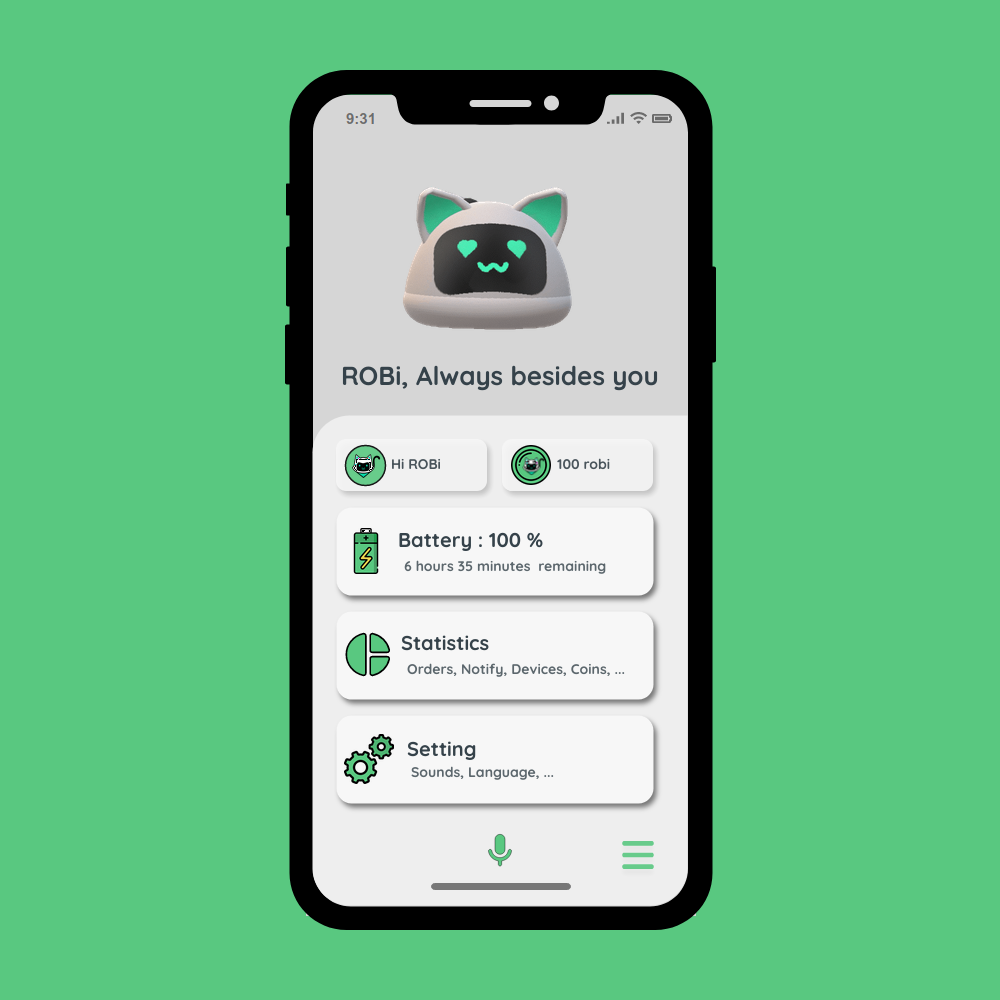 9:31
ROBi, Always besides you
Hi ROBi
100 robi
Battery : 100 %
6 hours 35 minutes remaining
Statistics
Orders, Notify, Devices, Coins, ...
Setting
Sounds, Language, ...